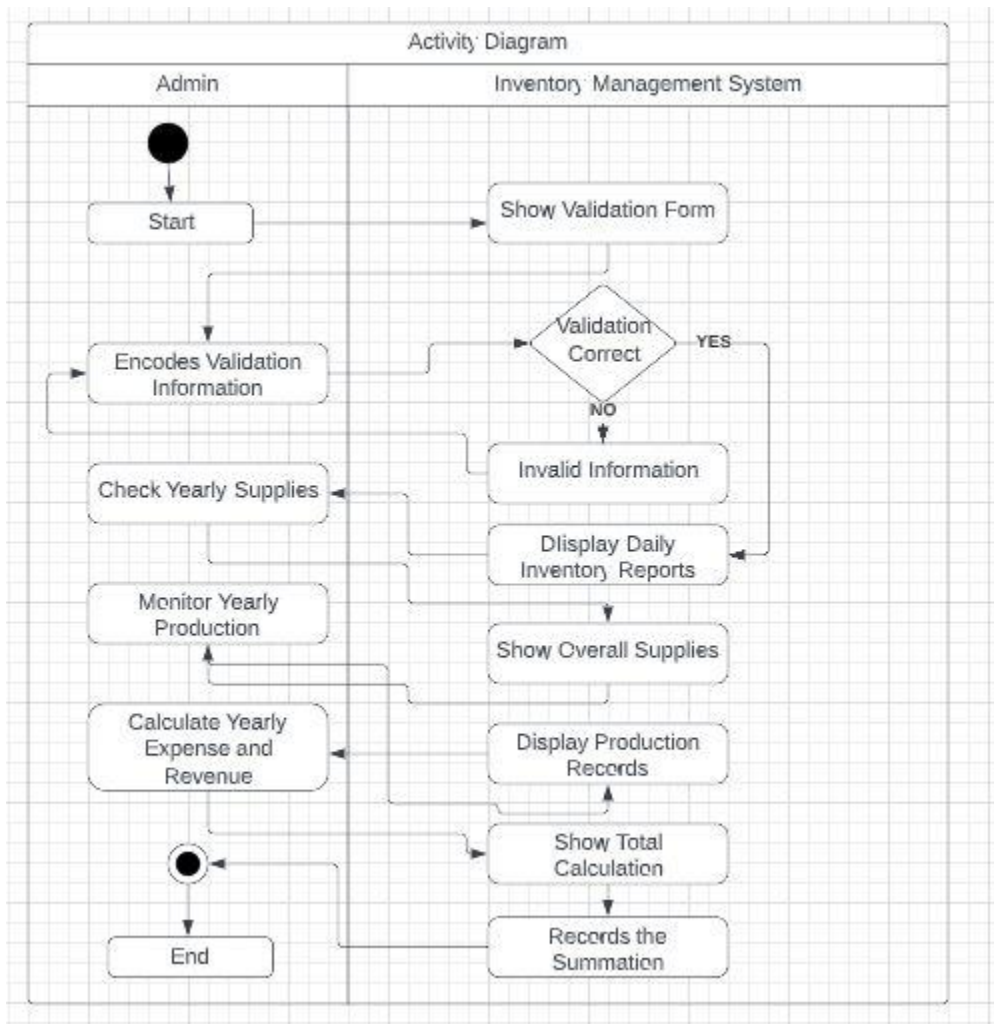 Activity Diagram
Admin
Inventory Management System
Start
Show Validation Form
Validation
Correct
YES
Encodes Validation
Information
NO
Invalid Information
Check Yearly Supplies
DIisplay Daily
Inventory Reports
Monitor Yearly
Production
Show Overall Supplies
Calculate Yearly
Expense and
Revenue
Display Production
Records
Show Total
Calculation
Records the
Summation
End